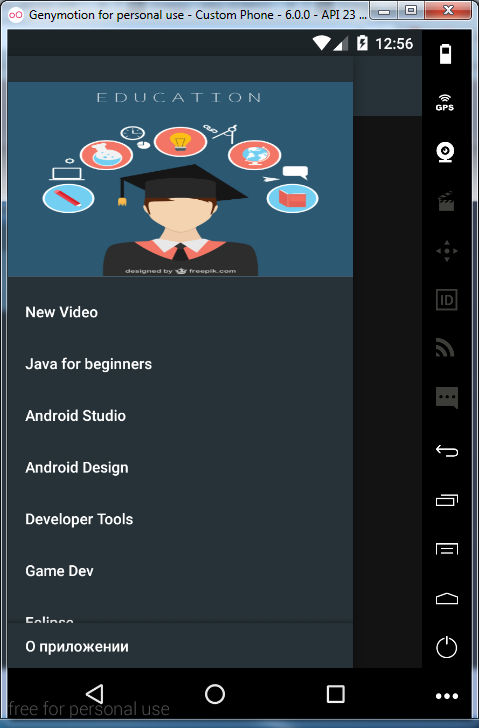 Genymotion for personal use - Custom Phone - 6.0.0 - API 23 ...
12:56
GPS
EDUCATION
designed by freepik.com
ID
New Video
Java for beginners
Android Studio
Android Design
Developer Tools
Game Dev
Eclipse
О приложении
free for personal use